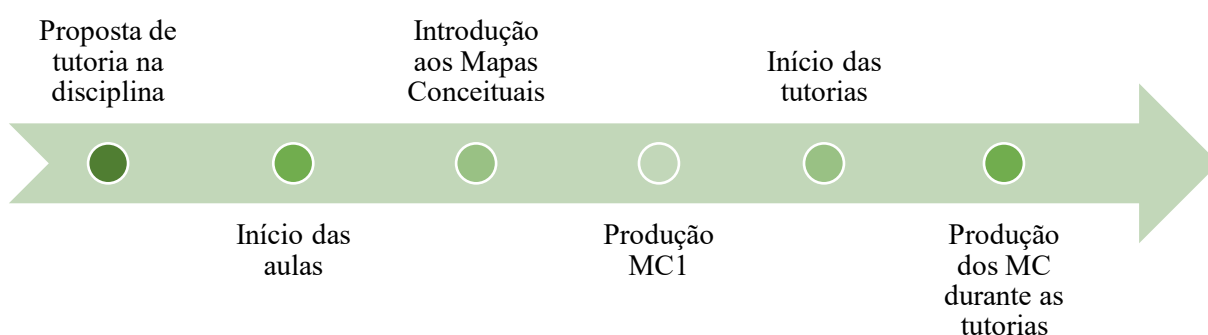 Proposta de
tutoria na
disciplina
Início das
aulas
Introdução
aos Mapas
Conceituais
Produção
MC1
Início das
tutorias
Produção
dos MC
durante as
tutorias